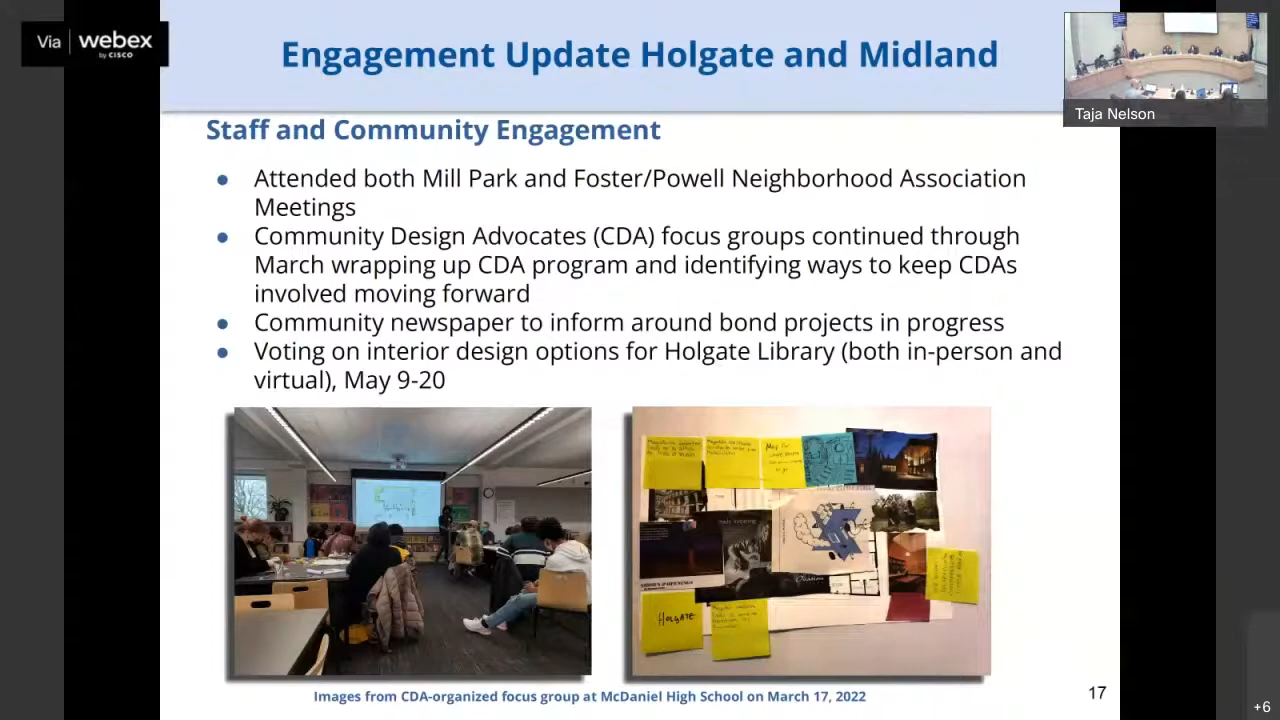 Via webex
by CISCO
Engagement Update Holgate and Midland
Taja Nelson
Staff and Community Engagement
● Attended both Mill Park and Foster/Powell Neighborhood Association
Meetings
● Community Design Advocates (CDA) focus groups continued through
March wrapping up CDA program and identifying ways to keep CDAs
involved moving forward
● Community newspaper to inform around bond projects in progress
● Voting on interior design options for Holgate Library (both in-person and
virtual), May 9-20
HOLGATE
Images from CDA-organized focus group at McDaniel High School on March 17, 2022
17
+6